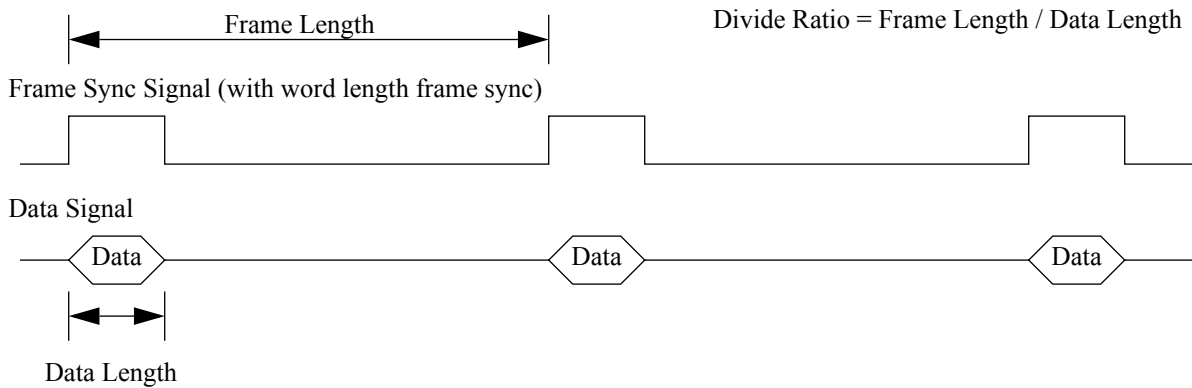 Frame Length
Divide Ratio = Frame Length / Data Length
Frame Sync Signal (with word length frame sync)
Data Signal
Data
Data
Data
Data Length